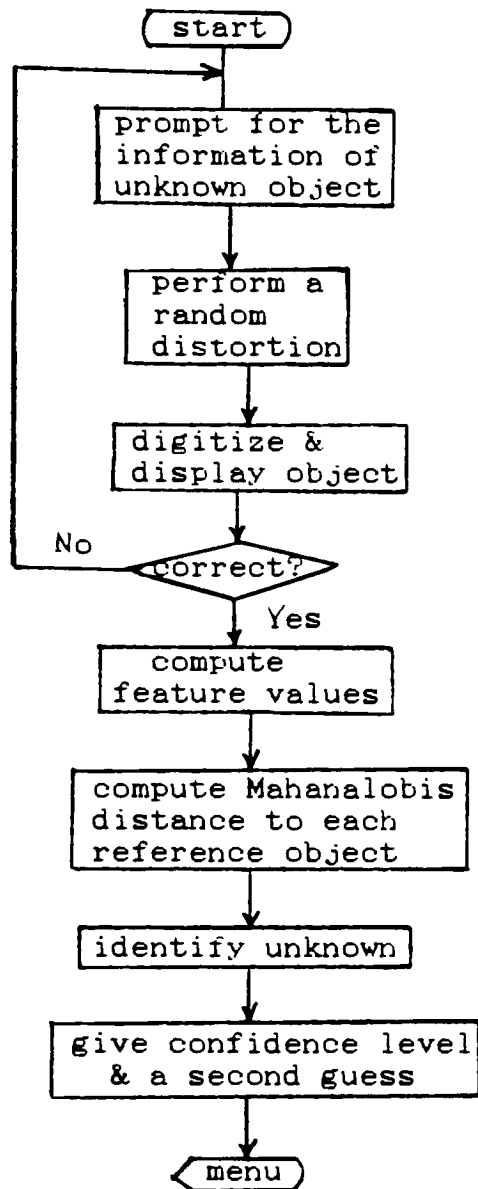 start
prompt for the
information of
unknown object
perform a
random
distortion
digitize &
display object
No
correct?
Yes
compute
feature values
compute Mahanalobis
distance to each
reference object
identify unknown
give confidence level
& a second guess
menu